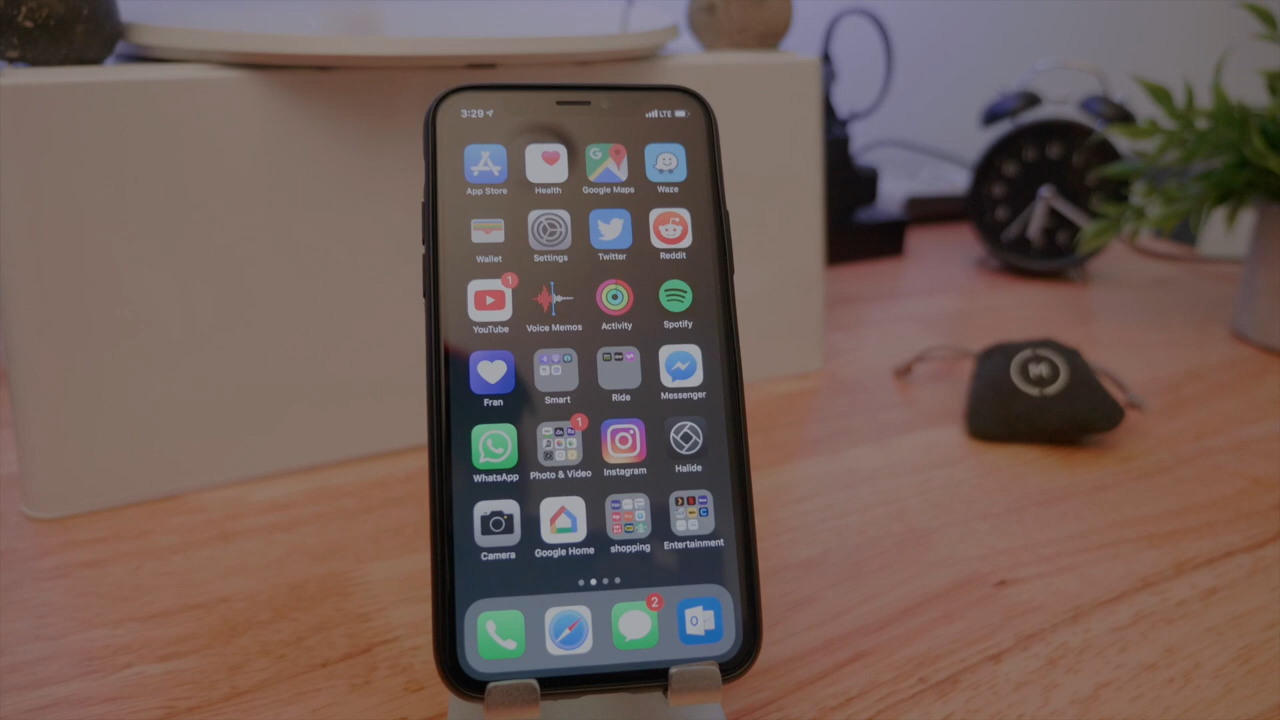 3:29 LTE
App Store Health Google Maps Waze
Wallet Settings Twitter Reddit
1
YouTube Voice Memos Activity Spotify
Fran Smart Ride Messenger
1
WhatsApp Photo & Video Instagram Halide
Camera Google Home shopping Entertainment
2